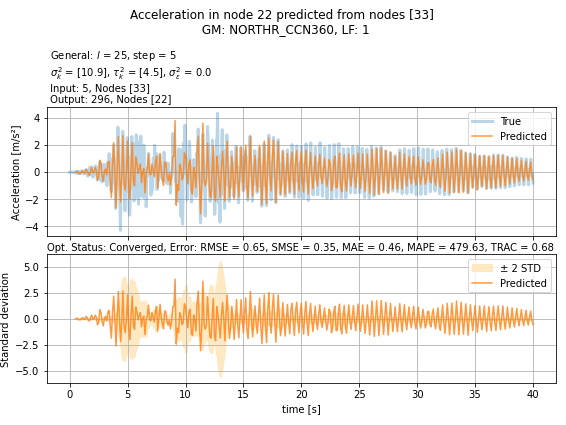 Acceleration in node 22 predicted from nodes [33]
GM: NORTHR_CCN360, LF: 1
General: l = 25, step = 5
σ²ₖ = [10.9], τ²ₖ = [4.5], σ²ε = 0.0
Input: 5, Nodes [33]
Output: 296, Nodes [22]
Acceleration [m/s²]
4
2
0
−2
−4
True
Predicted
Opt. Status: Converged, Error: RMSE = 0.65, SMSE = 0.35, MAE = 0.46, MAPE = 479.63, TRAC = 0.68
Standard deviation
5.0
2.5
0.0
−2.5
−5.0
± 2 STD
Predicted
0 5 10 15 20 25 30 35 40
time [s]